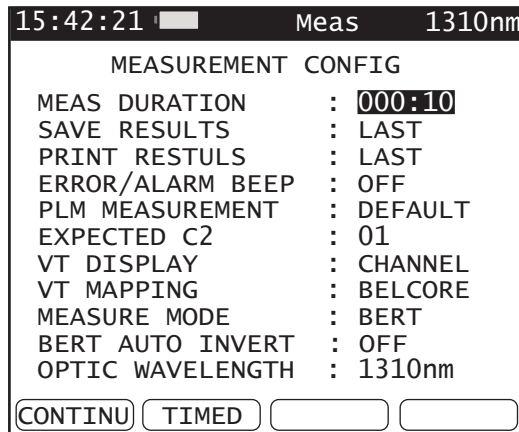 15:42:21 Meas 1310nm
MEASUREMENT CONFIG
MEAS DURATION : 000:10
SAVE RESULTS : LAST
PRINT RESTULS : LAST
ERROR/ALARM BEEP : OFF
PLM MEASUREMENT : DEFAULT
EXPECTED C2 : 01
VT DISPLAY : CHANNEL
VT MAPPING : BELCORE
MEASURE MODE : BERT
BERT AUTO INVERT : OFF
OPTIC WAVELENGTH : 1310nm
CONTINU TIMED